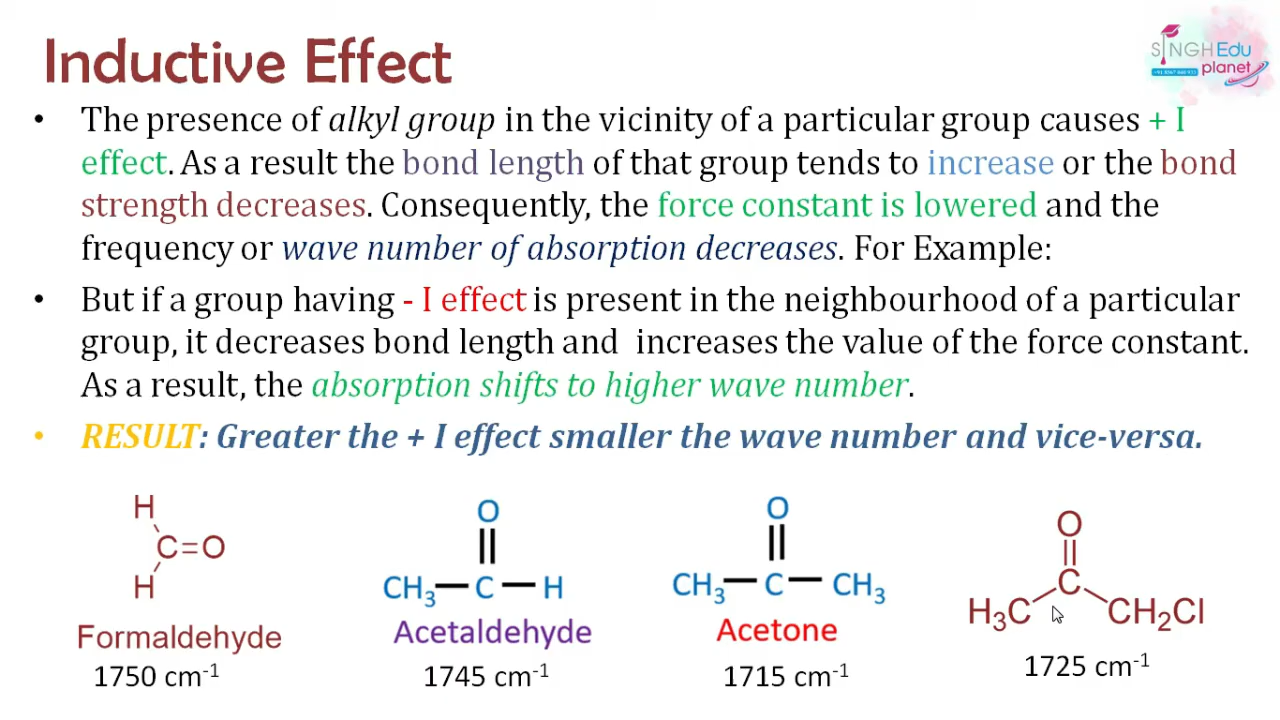 Inductive Effect
SINGH Edu
planet
• The presence of alkyl group in the vicinity of a particular group causes + I
effect. As a result the bond length of that group tends to increase or the bond
strength decreases. Consequently, the force constant is lowered and the
frequency or wave number of absorption decreases. For Example:
• But if a group having - I effect is present in the neighbourhood of a particular
group, it decreases bond length and  increases the value of the force constant.
As a result, the absorption shifts to higher wave number.
• RESULT: Greater the + I effect smaller the wave number and vice-versa.
H
C=O
H
Formaldehyde
1750 cm-1
O
CH3 — C — H
Acetaldehyde
1745 cm-1
O
CH3 — C — CH3
Acetone
1715 cm-1
O
C
H3C CH2Cl
1725 cm-1